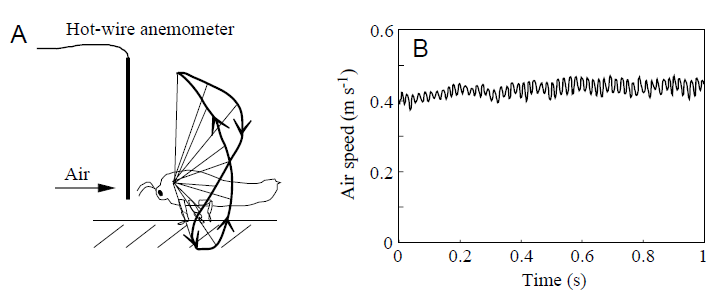 A
Hot-wire anemometer
Air
B
Air speed (m s⁻¹)
0.6
0.4
0.2
0
0 0.2 0.4 0.6 0.8 1
Time (s)